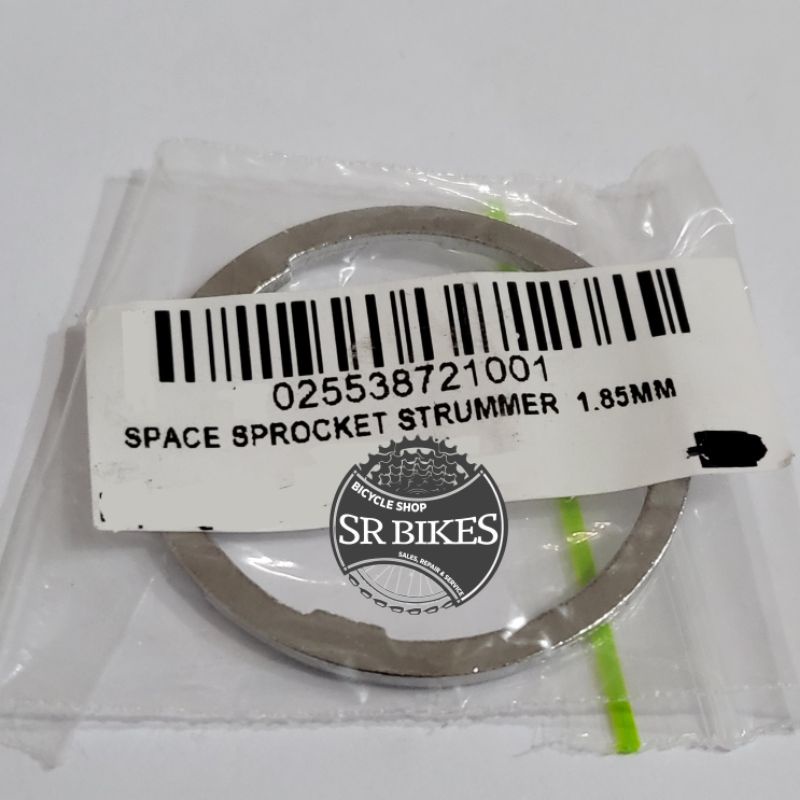 025538721001
SPACE SPROCKET STRUMMER 1.85MM
BICYCLE SHOP
SR BIKES
SALES, REPAIR & SERVICE